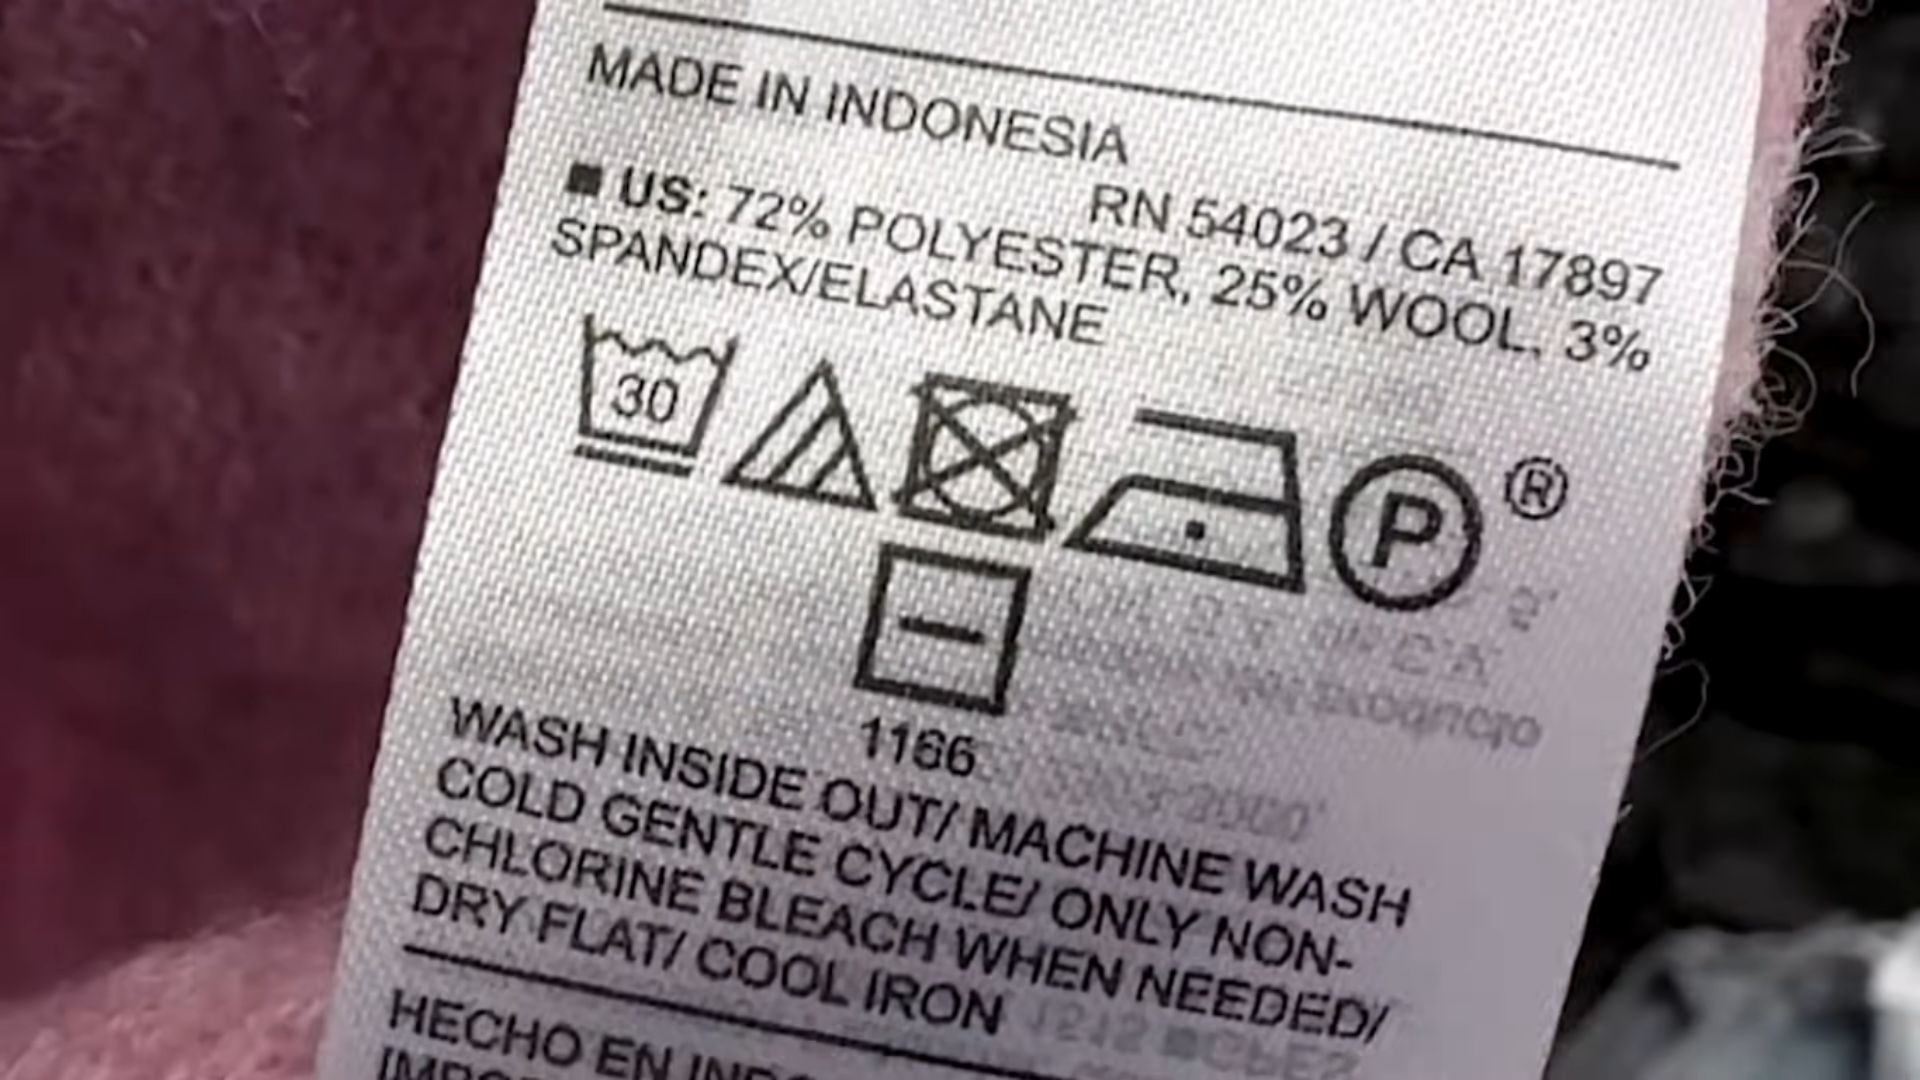 MADE IN INDONESIA
RN 54023 / CA 17897
■ US: 72% POLYESTER, 25% WOOL, 3%
SPANDEX/ELASTANE
30
P ®
1166
WASH INSIDE OUT/ MACHINE WASH
COLD GENTLE CYCLE/ ONLY NON-
CHLORINE BLEACH WHEN NEEDED/
DRY FLAT/ COOL IRON
HECHO EN